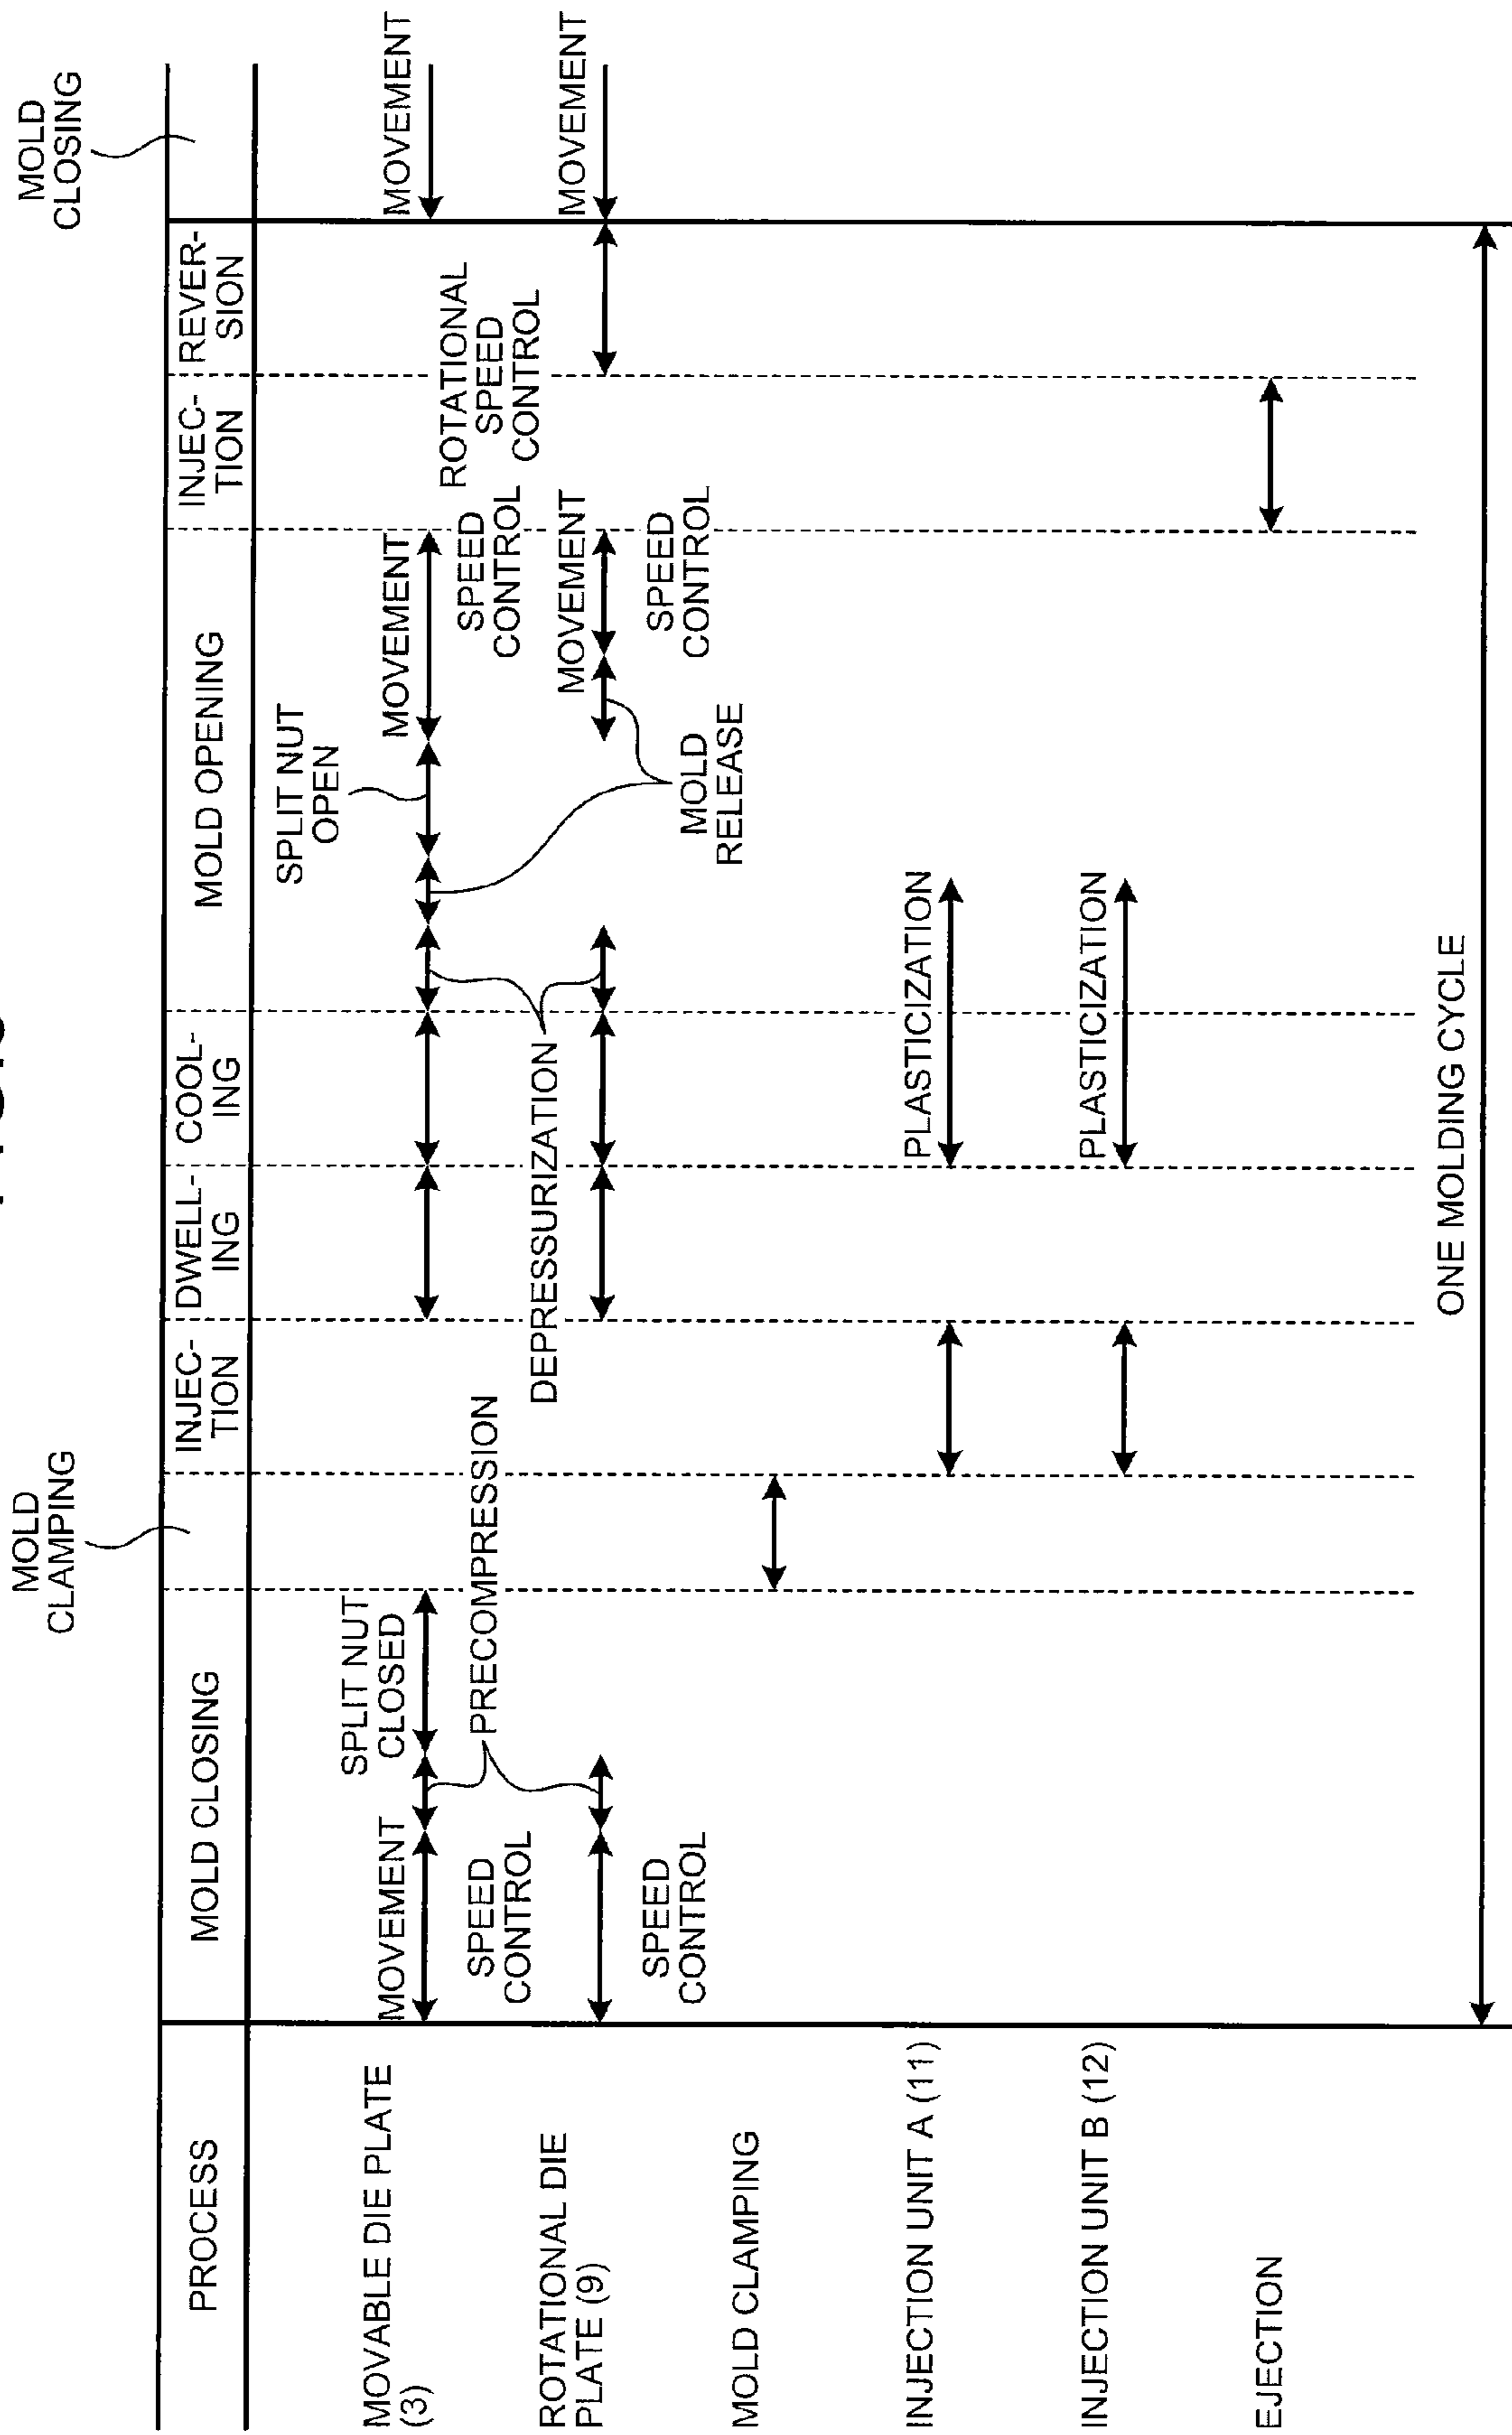 MOLD
CLAMPING
MOLD
CLOSING
PROCESS
MOLD CLOSING
INJEC-
TION
DWELL-
ING
COOL-
ING
MOLD OPENING
INJEC-
TION
REVER-
SION
MOVABLE DIE PLATE
(3)
MOVEMENT
SPLIT NUT
CLOSED
SPLIT NUT
OPEN
MOVEMENT
MOVEMENT
SPEED
CONTROL
PRECOMPRESSION
SPEED
CONTROL
ROTATIONAL
SPEED
CONTROL
ROTATIONAL DIE
PLATE (9)
DEPRESSURIZATION
MOVEMENT
MOVEMENT
SPEED
CONTROL
MOLD
RELEASE
SPEED
CONTROL
MOLD CLAMPING
INJECTION UNIT A (11)
PLASTICIZATION
INJECTION UNIT B (12)
PLASTICIZATION
EJECTION
ONE MOLDING CYCLE